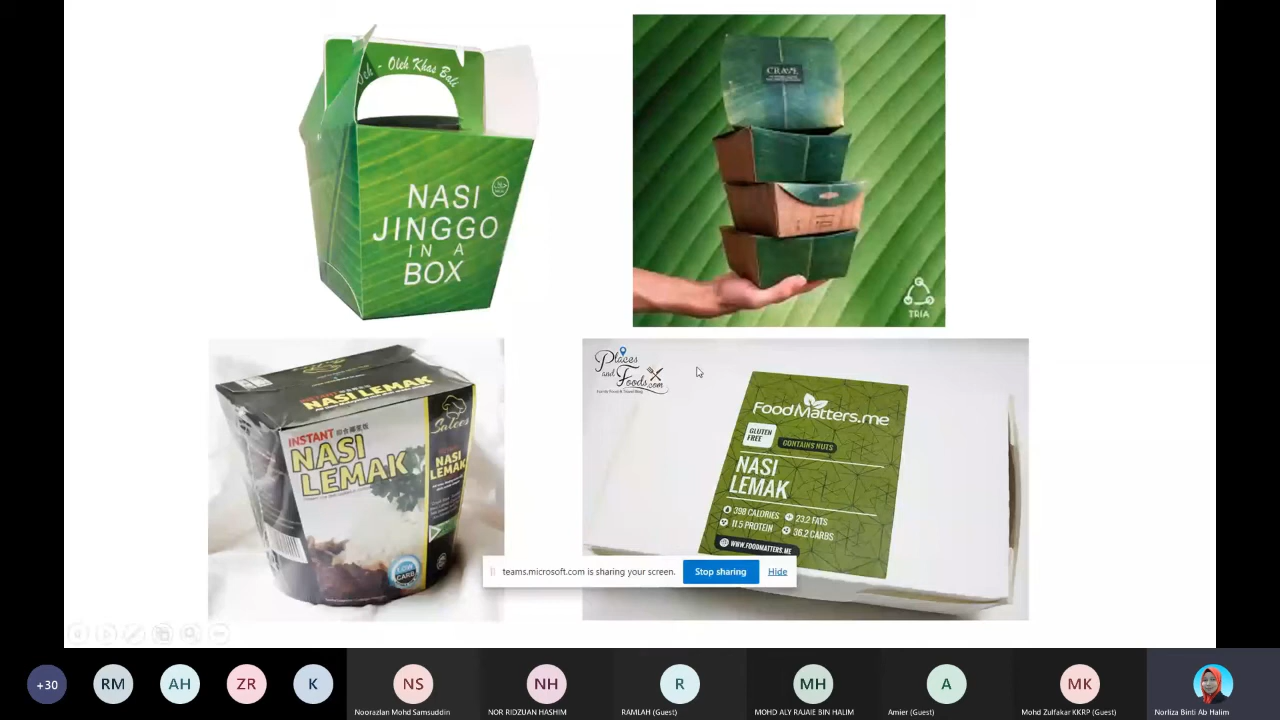 Oleh - Oleh Khas Bali
NASI
JINGGO
IN A
BOX
CRAVE
TRIA
NASI LEMAK
INSTANT
NASI
LEMAK
Salees
NASI
LEMAK
LOW
CARB
Places
and
Foods.com
FoodMatters.me
GLUTEN
FREE
CONTAINS NUTS
NASI
LEMAK
398 CALORIES
23.2 FATS
11.5 PROTEIN
36.2 CARBS
WWW.FOODMATTERS.ME
teams.microsoft.com is sharing your screen.
Stop sharing
Hide
+30
RM
AH
ZR
K
NS
NH
R
MH
A
MK
Noorazlan Mohd Samsuddin
NOR RIDZUAN HASHIM
RAMLAH (Guest)
MOHD ALY RAJAIE BIN HALIM
Amier (Guest)
Mohd Zulfakar KKRP (Guest)
Norliza Binti Ab Halim